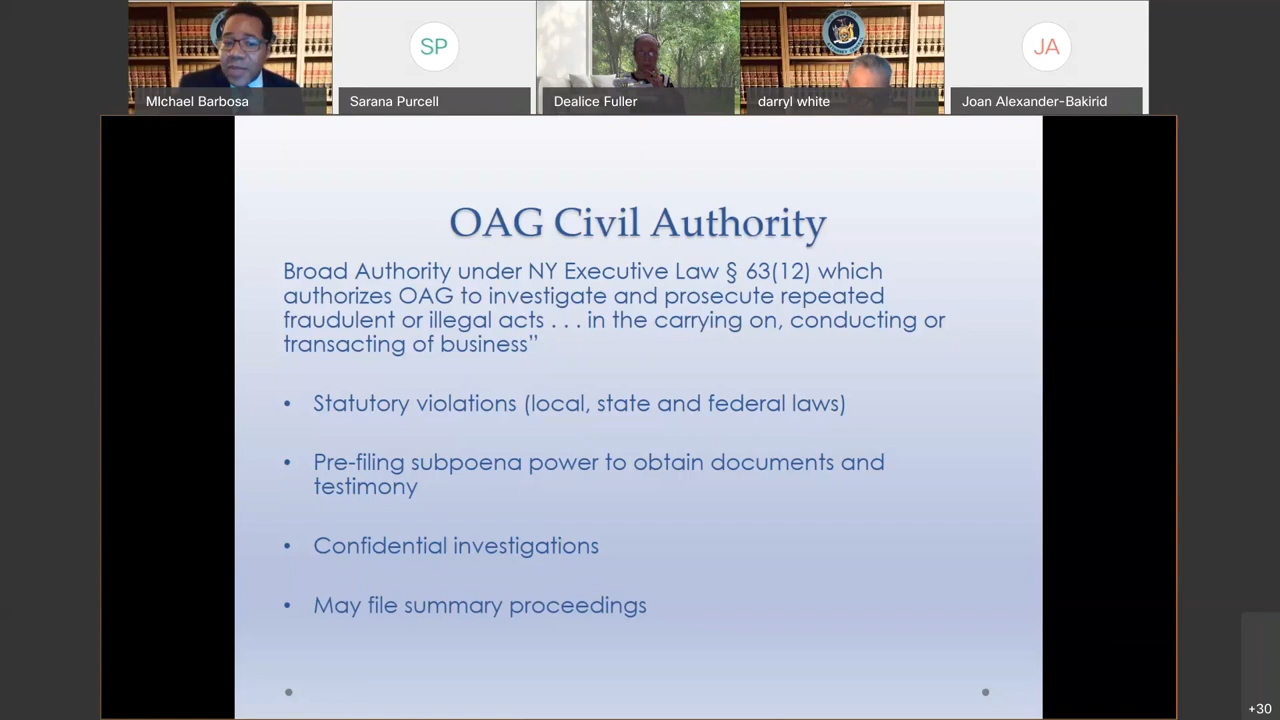 MIchael Barbosa
SP
Sarana Purcell
Dealice Fuller
darryl white
JA
Joan Alexander-Bakirid
OAG Civil Authority
Broad Authority under NY Executive Law § 63(12) which
authorizes OAG to investigate and prosecute repeated
fraudulent or illegal acts . . . in the carrying on, conducting or
transacting of business”
• Statutory violations (local, state and federal laws)
• Pre-filing subpoena power to obtain documents and
testimony
• Confidential investigations
• May file summary proceedings
+30